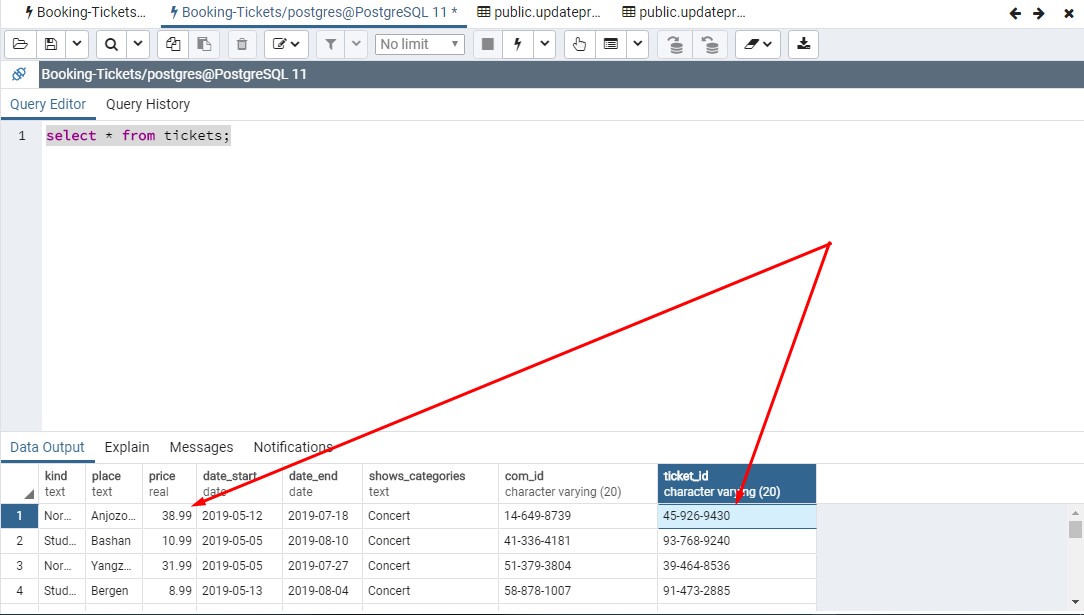 Booking-Tickets... Booking-Tickets/postgres@PostgreSQL 11 * public.updatepr... public.updatepr...
No limit
Booking-Tickets/postgres@PostgreSQL 11
Query Editor Query History
1 select * from tickets;
Data Output Explain Messages Notifications
kind place price date_start date_end shows_categories com_id ticket_id
text text real date date text character varying (20) character varying (20)
1 Nor... Anjozo... 38.99 2019-05-12 2019-07-18 Concert 14-649-8739 45-926-9430
2 Stud... Bashan 10.99 2019-05-05 2019-08-10 Concert 41-336-4181 93-768-9240
3 Nor... Yangz... 31.99 2019-05-05 2019-07-27 Concert 51-379-3804 39-464-8536
4 Stud... Bergen 8.99 2019-05-13 2019-08-04 Concert 58-878-1007 91-473-2885